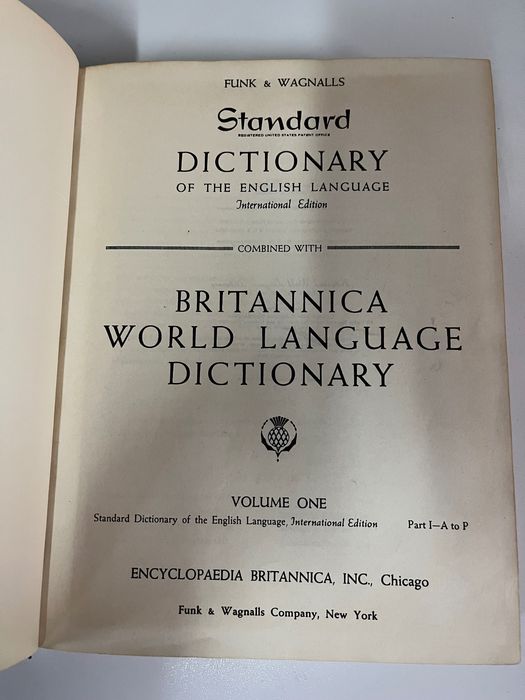 FUNK & WAGNALLS
Standard
REGISTERED UNITED STATES PATENT OFFICE
DICTIONARY
OF THE ENGLISH LANGUAGE
International Edition
COMBINED WITH
BRITANNICA
WORLD LANGUAGE
DICTIONARY
VOLUME ONE
Standard Dictionary of the English Language, International Edition Part I—A to P
ENCYCLOPAEDIA BRITANNICA, INC., Chicago
Funk & Wagnalls Company, New York